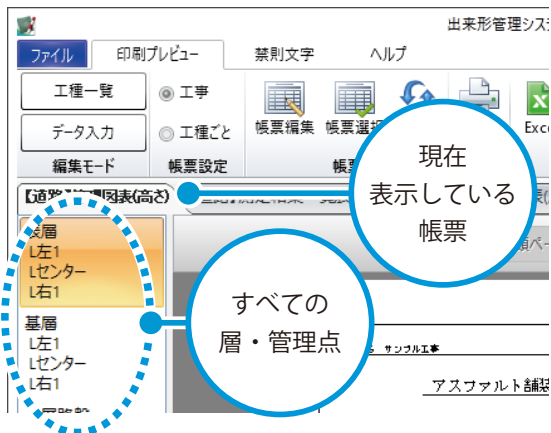 出来形管理シス
ファイル 印刷プレビュー 禁則文字 ヘルプ
工種一覧
データ入力
編集モード
工事
工種ごと
帳票設定
帳票編集
帳票選
帳
現在
表示している
帳票
表層
L左1
Lセンター
L右1
基層
L左1
Lセンター
L右1
すべての
層・管理点
サンプル工事
アスファルト舗装